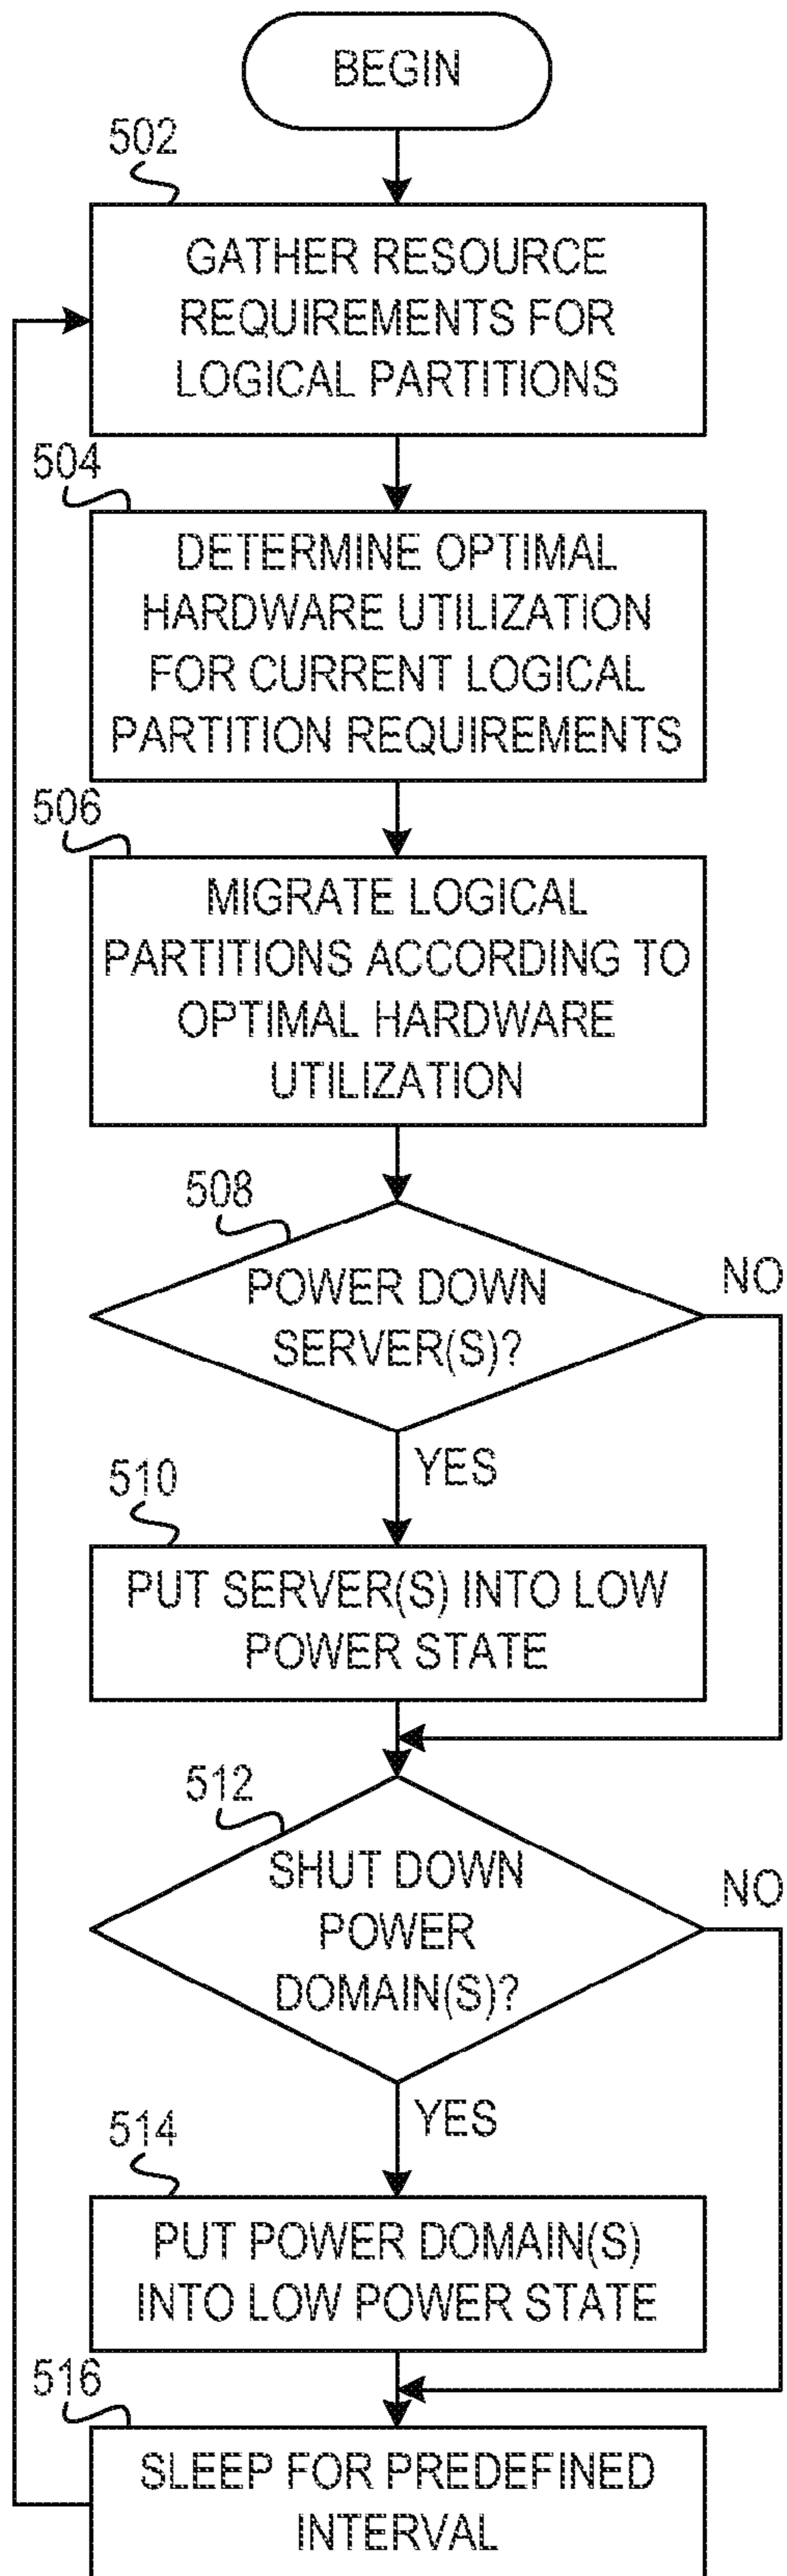 BEGIN
502
GATHER RESOURCE
REQUIREMENTS FOR
LOGICAL PARTITIONS
504
DETERMINE OPTIMAL
HARDWARE UTILIZATION
FOR CURRENT LOGICAL
PARTITION REQUIREMENTS
506
MIGRATE LOGICAL
PARTITIONS ACCORDING TO
OPTIMAL HARDWARE
UTILIZATION
508
POWER DOWN
SERVER(S)?
NO
YES
510
PUT SERVER(S) INTO LOW
POWER STATE
512
SHUT DOWN
POWER
DOMAIN(S)?
NO
YES
514
PUT POWER DOMAIN(S)
INTO LOW POWER STATE
516
SLEEP FOR PREDEFINED
INTERVAL